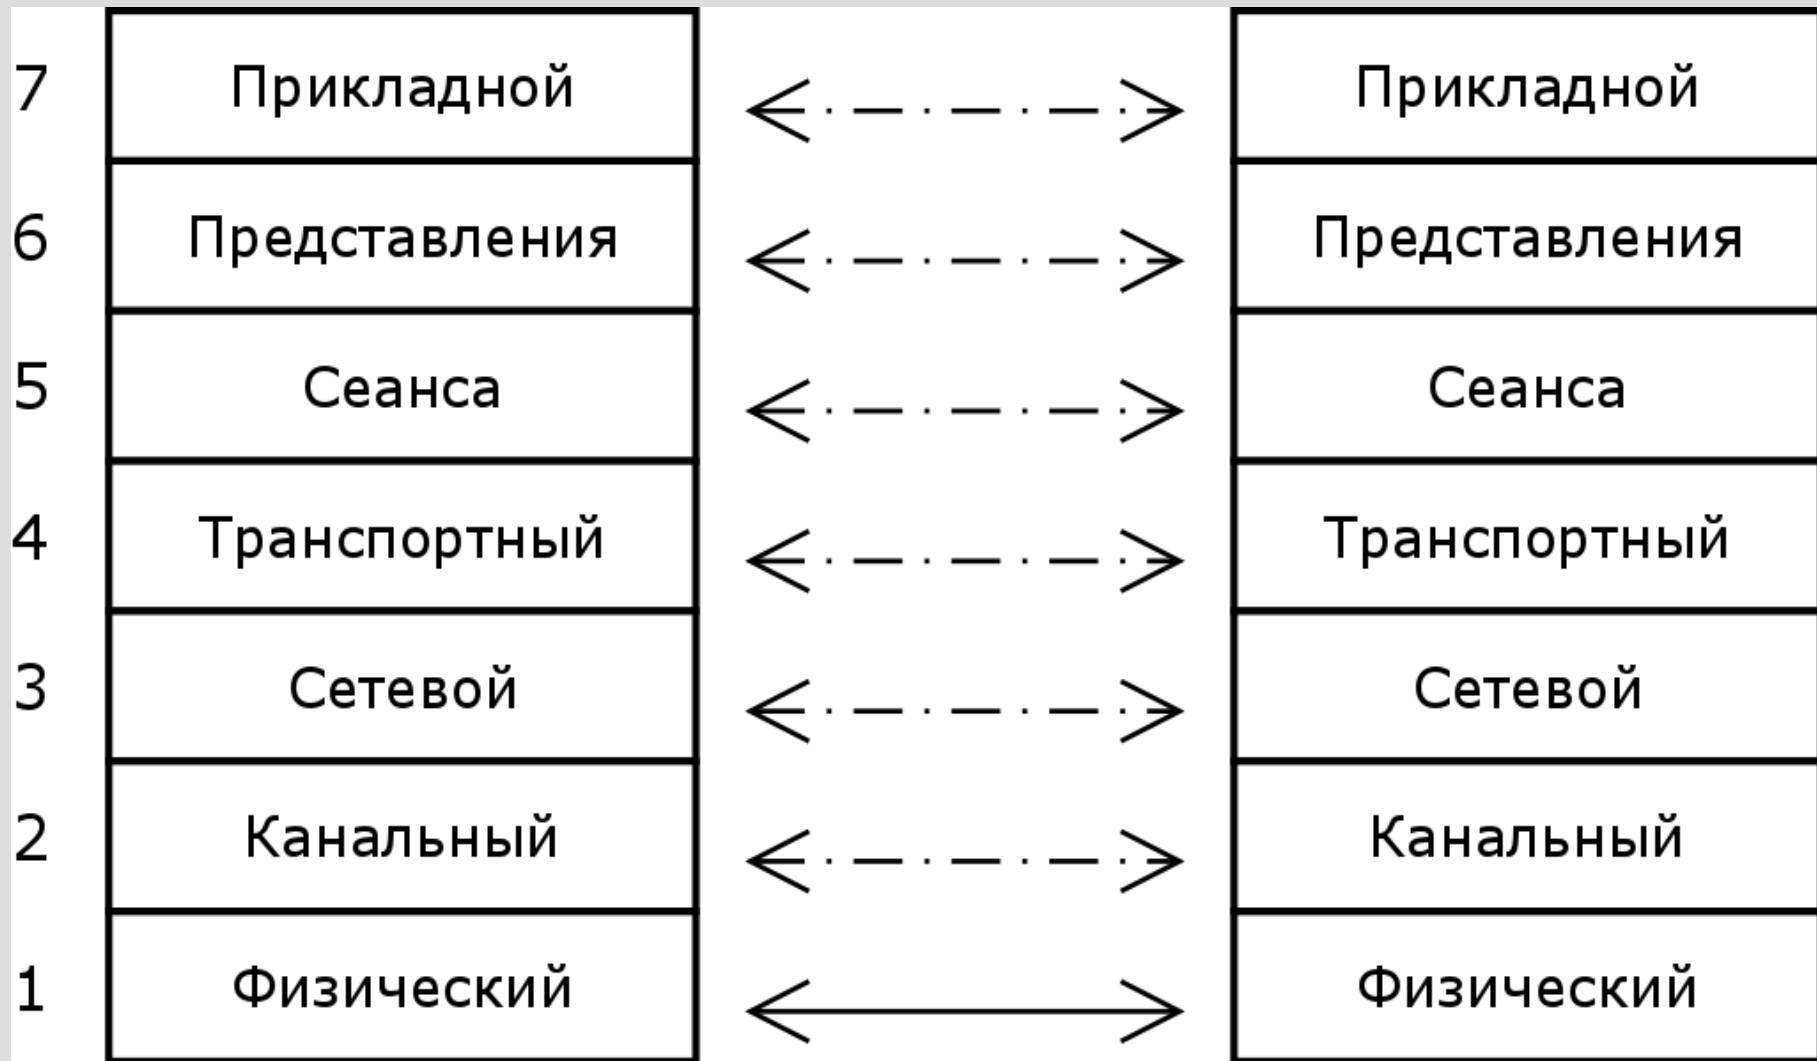 7 Прикладной Прикладной
6 Представления Представления
5 Сеанса Сеанса
4 Транспортный Транспортный
3 Сетевой Сетевой
2 Канальный Канальный
1 Физический Физический